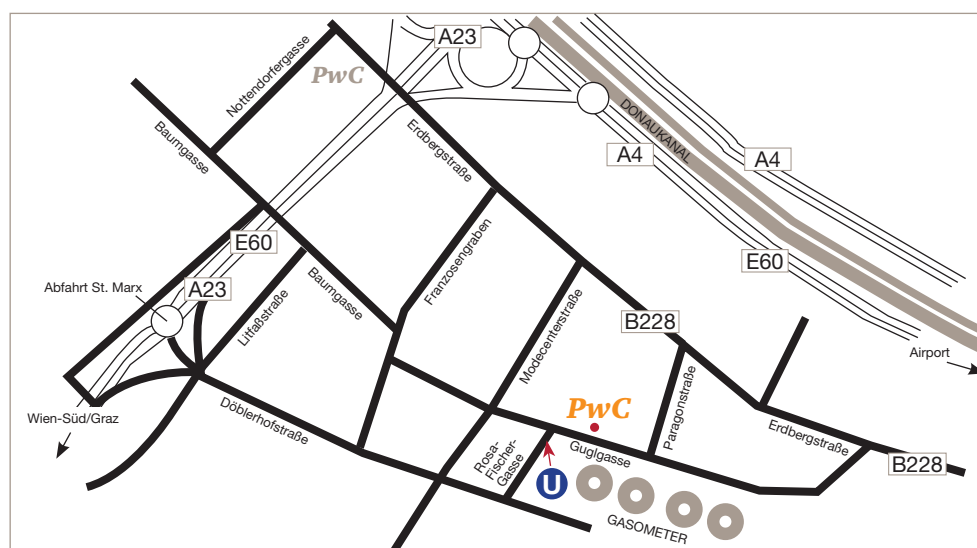 A23
Nottendorfergasse
PwC
Baumgasse
Erdbergstraße
DONAUKANAL
A4
A4
E60
E60
Franzosengraben
Abfahrt St. Marx
A23
Litfaßstraße
Baumgasse
Modecenterstraße
B228
Airport
Paragonstraße
PwC
Wien-Süd/Graz
Döblerhofstraße
Rosa-
Fischer-
Gasse
Guglgasse
Erdbergstraße
B228
U
GASOMETER